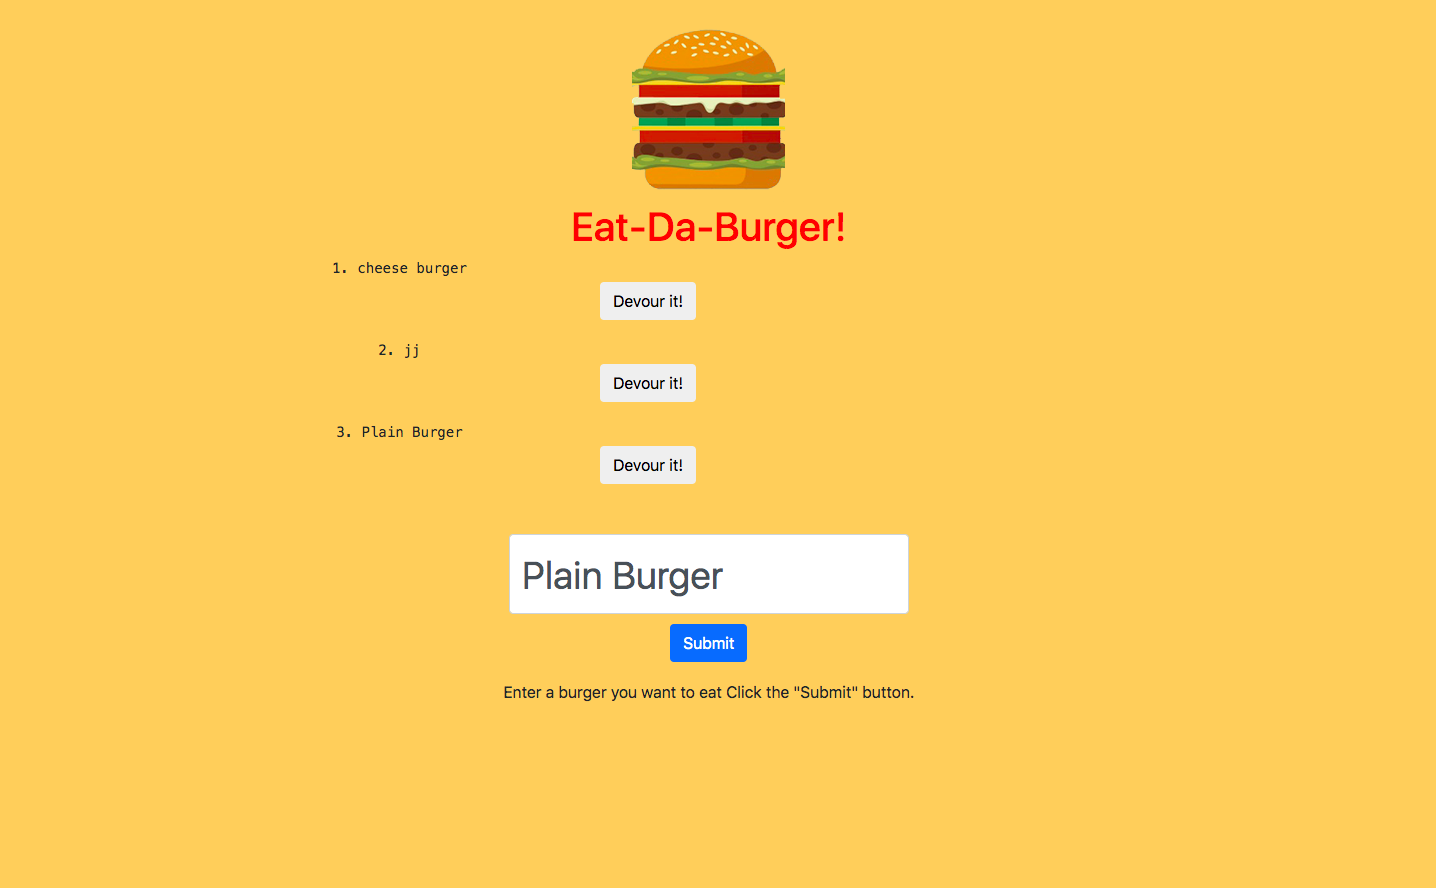 Eat-Da-Burger!
1. cheese burger
Devour it!
2. jj
Devour it!
3. Plain Burger
Devour it!
Plain Burger
Submit
Enter a burger you want to eat Click the "Submit" button.